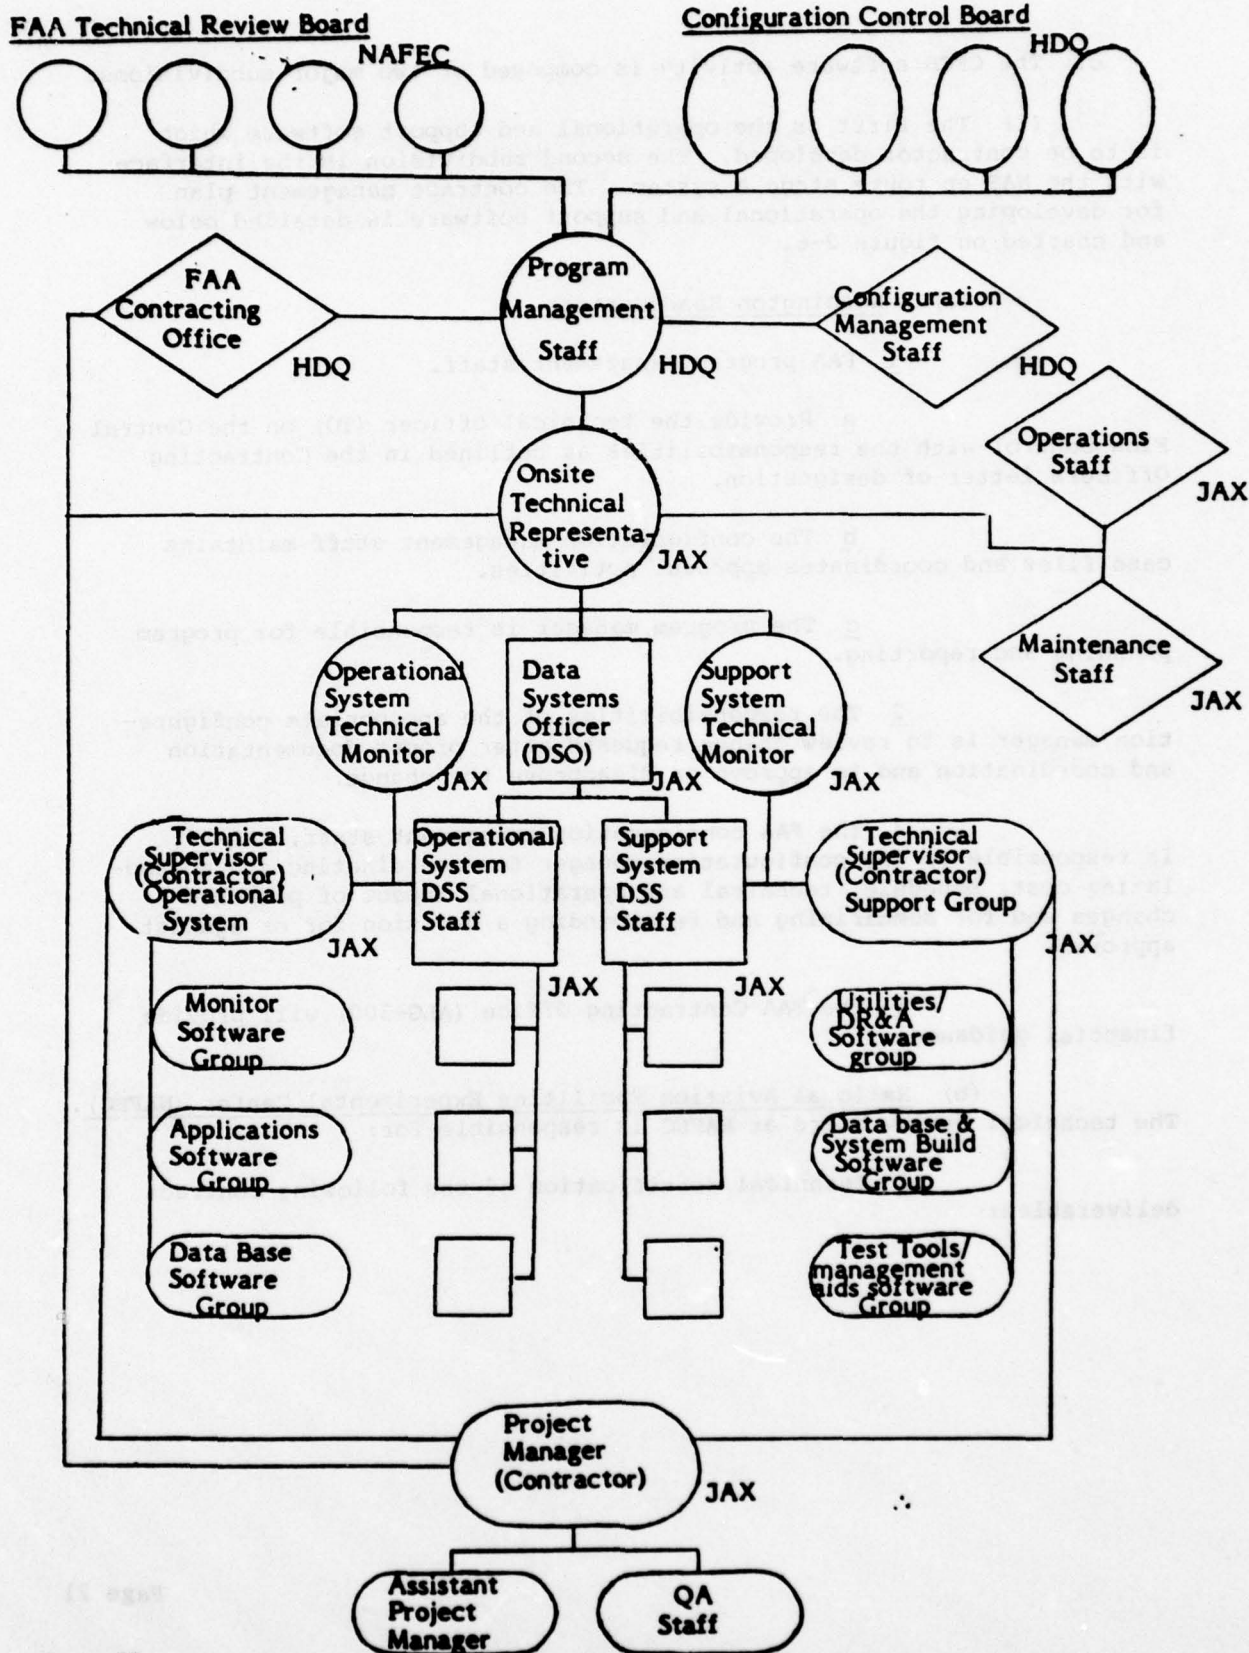 FAA Technical Review Board
Configuration Control Board
NAFEC
HDQ
FAA
Contracting
Office
HDQ
Program
Management
Staff
HDQ
Configuration
Management
Staff
HDQ
Operations
Staff
JAX
Onsite
Technical
Representa-
tive
JAX
Maintenance
Staff
JAX
Operational
System
Technical
Monitor
JAX
Data
Systems
Officer
(DSO)
JAX
Support
System
Technical
Monitor
JAX
Technical
Supervisor
(Contractor)
Operational
System
JAX
Operational
System
DSS
Staff
JAX
Support
System
DSS
Staff
JAX
Technical
Supervisor
(Contractor)
Support Group
JAX
Monitor
Software
Group
Utilities/
DR&A
Software
group
Applications
Software
Group
Data base &
System Build
Software
Group
Data Base
Software
Group
Test Tools/
management
aids software
Group
Project
Manager
(Contractor)
JAX
Assistant
Project
Manager
QA
Staff